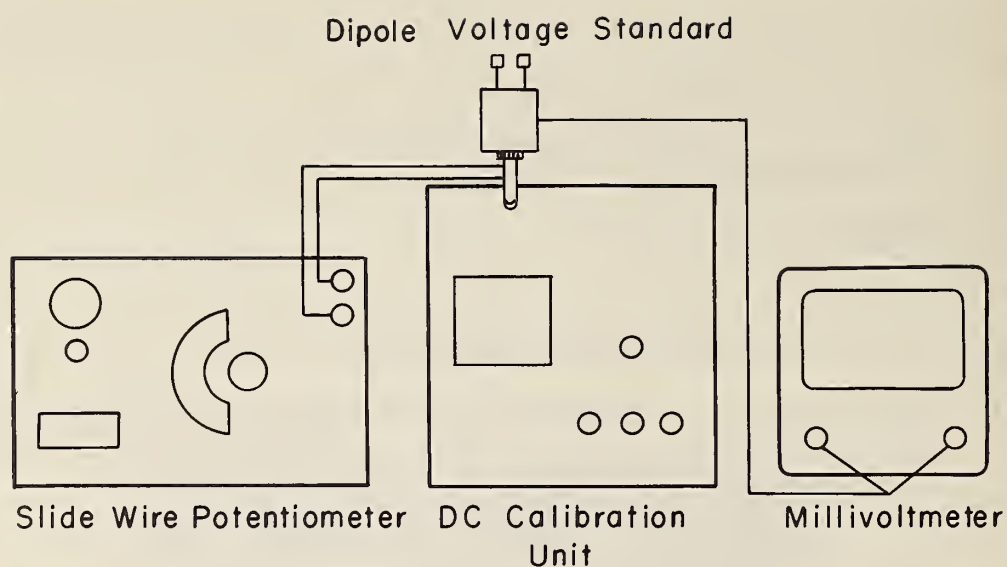 Dipole Voltage Standard
Slide Wire Potentiometer
DC Calibration
Unit
Millivoltmeter